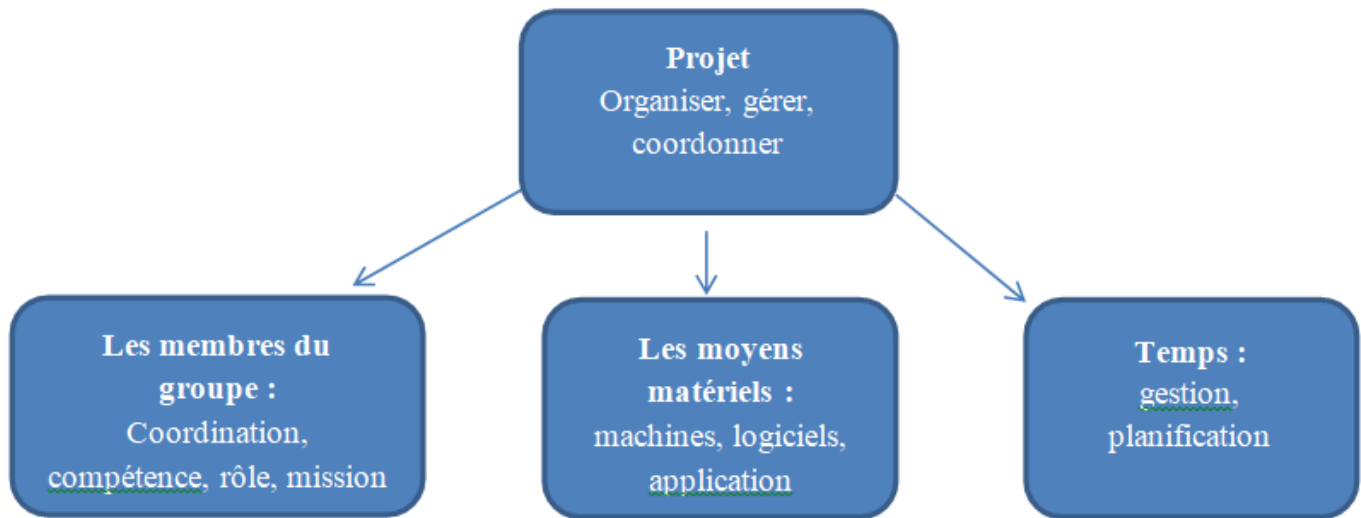 Projet
Organiser, gérer,
coordonner
Les membres du
groupe :
Coordination,
compétence, rôle, mission
Les moyens
matériels :
machines, logiciels,
application
Temps :
gestion,
planification